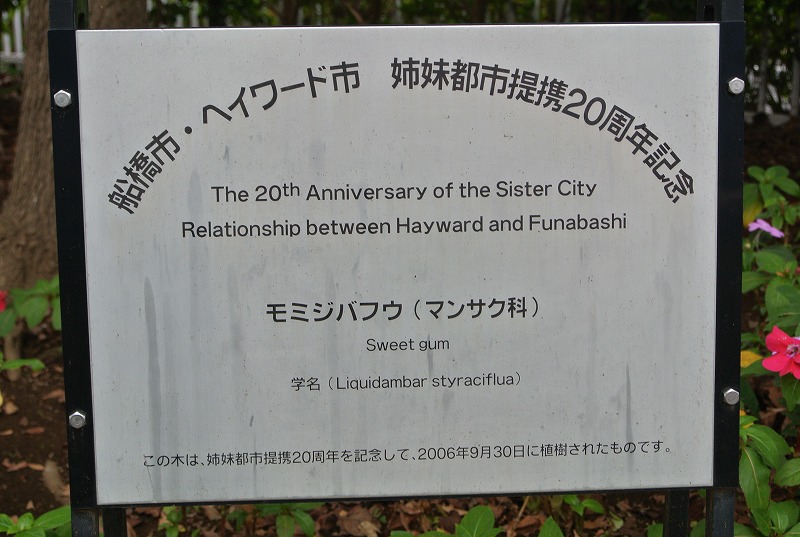 船橋市・ヘイワード市　姉妹都市提携20周年記念
The 20th Anniversary of the Sister City
Relationship between Hayward and Funabashi
モミジバフウ（マンサク科）
Sweet gum
学名（Liquidambar styraciflua）
この木は、姉妹都市提携20周年を記念して、2006年9月30日に植樹されたものです。